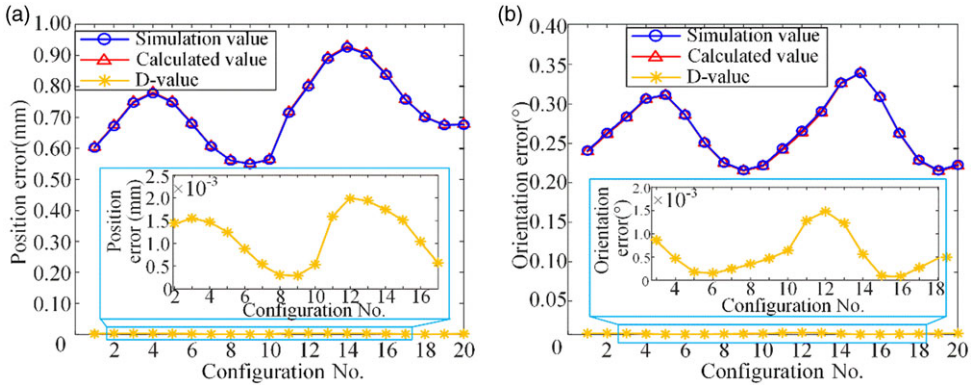 (a)
Position error(mm)
1.00
0.90
0.80
0.70
0.60
0.50
0.40
0.30
0.20
0.10
0
Simulation value
Calculated value
D-value
Position
error (mm)
2.5
×10⁻³
2.0
1.5
1.0
0.5
0
2 4 6 8 10 12 14 16
Configuration No.
2 4 6 8 10 12 14 16 18 20
Configuration No.
(b)
Orientation error(°)
0.40
0.35
0.30
0.25
0.20
0.15
0.10
0.05
0
Simulation value
Calculated value
D-value
Orientation
error(°)
2.0
×10⁻³
1.5
1.0
0.5
0
4 6 8 10 12 14 16 18
Configuration No.
2 4 6 8 10 12 14 16 18 20
Configuration No.